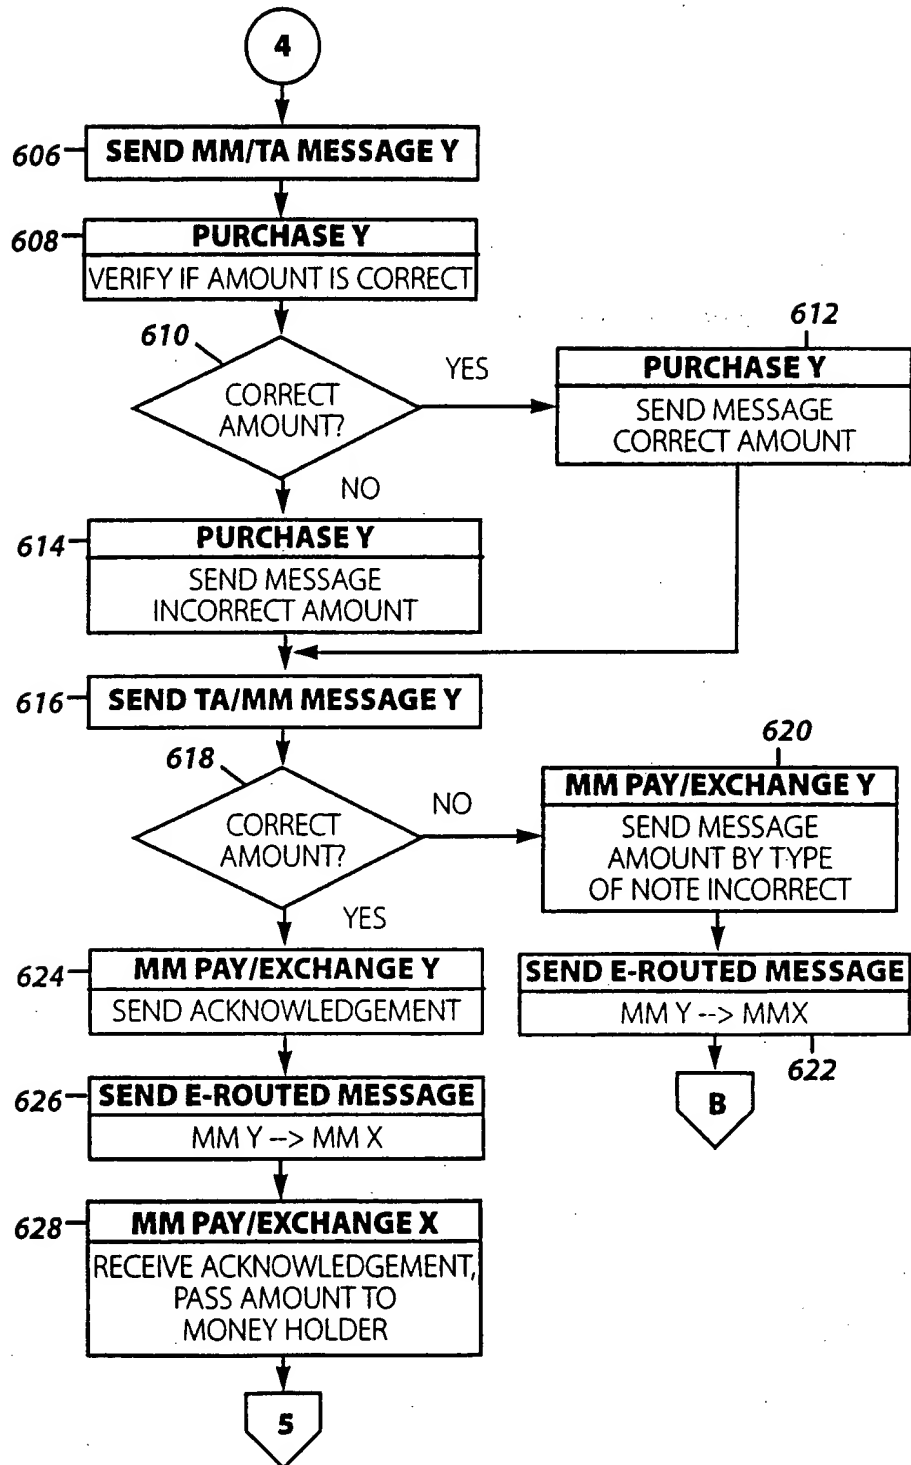 4
606
SEND MM/TA MESSAGE Y
608
PURCHASE Y
VERIFY IF AMOUNT IS CORRECT
610
CORRECT
AMOUNT?
YES
612
PURCHASE Y
SEND MESSAGE
CORRECT AMOUNT
NO
614
PURCHASE Y
SEND MESSAGE
INCORRECT AMOUNT
616
SEND TA/MM MESSAGE Y
618
CORRECT
AMOUNT?
NO
620
MM PAY/EXCHANGE Y
SEND MESSAGE
AMOUNT BY TYPE
OF NOTE INCORRECT
YES
SEND E-ROUTED MESSAGE
MM Y --> MMX
622
B
624
MM PAY/EXCHANGE Y
SEND ACKNOWLEDGEMENT
626
SEND E-ROUTED MESSAGE
MM Y --> MM X
628
MM PAY/EXCHANGE X
RECEIVE ACKNOWLEDGEMENT,
PASS AMOUNT TO
MONEY HOLDER
5